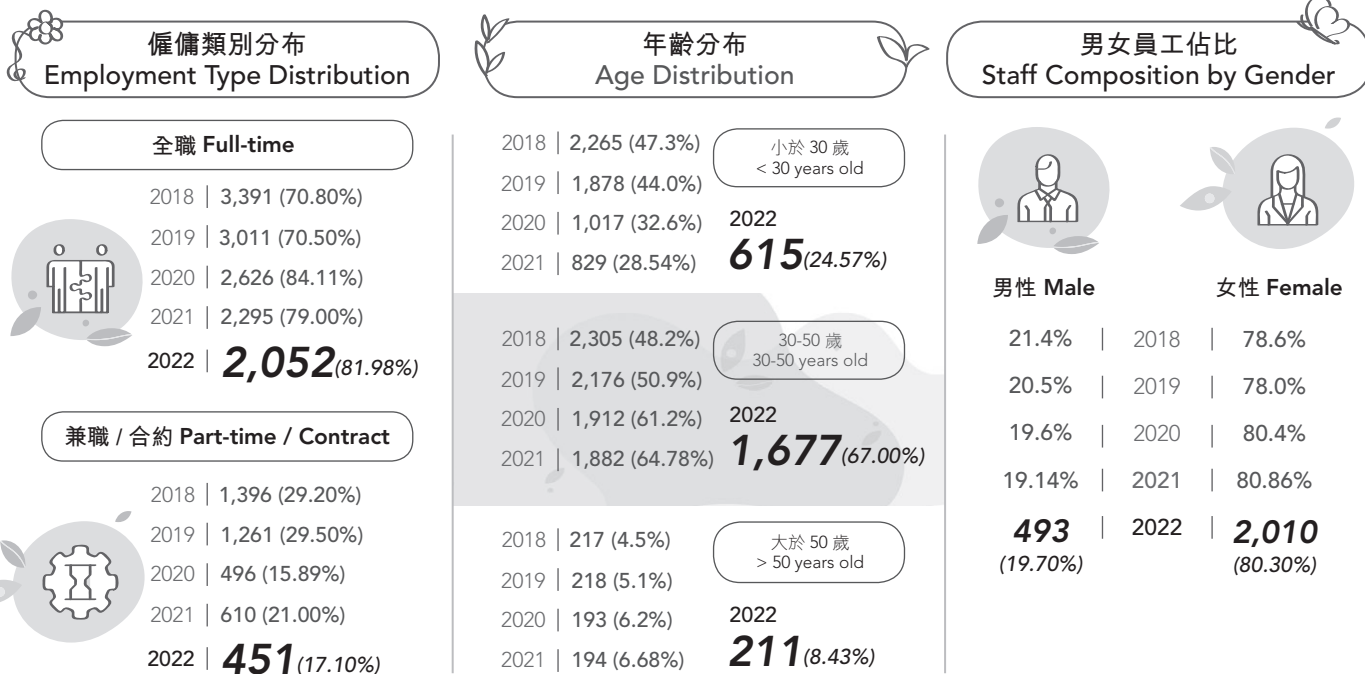 僱傭類別分布
Employment Type Distribution
全職 Full-time
2018 | 3,391 (70.80%)
2019 | 3,011 (70.50%)
2020 | 2,626 (84.11%)
2021 | 2,295 (79.00%)
2022 | 2,052(81.98%)
兼職 / 合約 Part-time / Contract
2018 | 1,396 (29.20%)
2019 | 1,261 (29.50%)
2020 | 496 (15.89%)
2021 | 610 (21.00%)
2022 | 451(17.10%)
年齡分布
Age Distribution
小於 30 歲
< 30 years old
2018 | 2,265 (47.3%)
2019 | 1,878 (44.0%)
2020 | 1,017 (32.6%)
2021 | 829 (28.54%)
2022
615(24.57%)
30-50 歲
30-50 years old
2018 | 2,305 (48.2%)
2019 | 2,176 (50.9%)
2020 | 1,912 (61.2%)
2021 | 1,882 (64.78%)
2022
1,677(67.00%)
大於 50 歲
> 50 years old
2018 | 217 (4.5%)
2019 | 218 (5.1%)
2020 | 193 (6.2%)
2021 | 194 (6.68%)
2022
211(8.43%)
男女員工佔比
Staff Composition by Gender
男性 Male 女性 Female
21.4% | 2018 | 78.6%
20.5% | 2019 | 78.0%
19.6% | 2020 | 80.4%
19.14% | 2021 | 80.86%
493 | 2022 | 2,010
(19.70%) (80.30%)